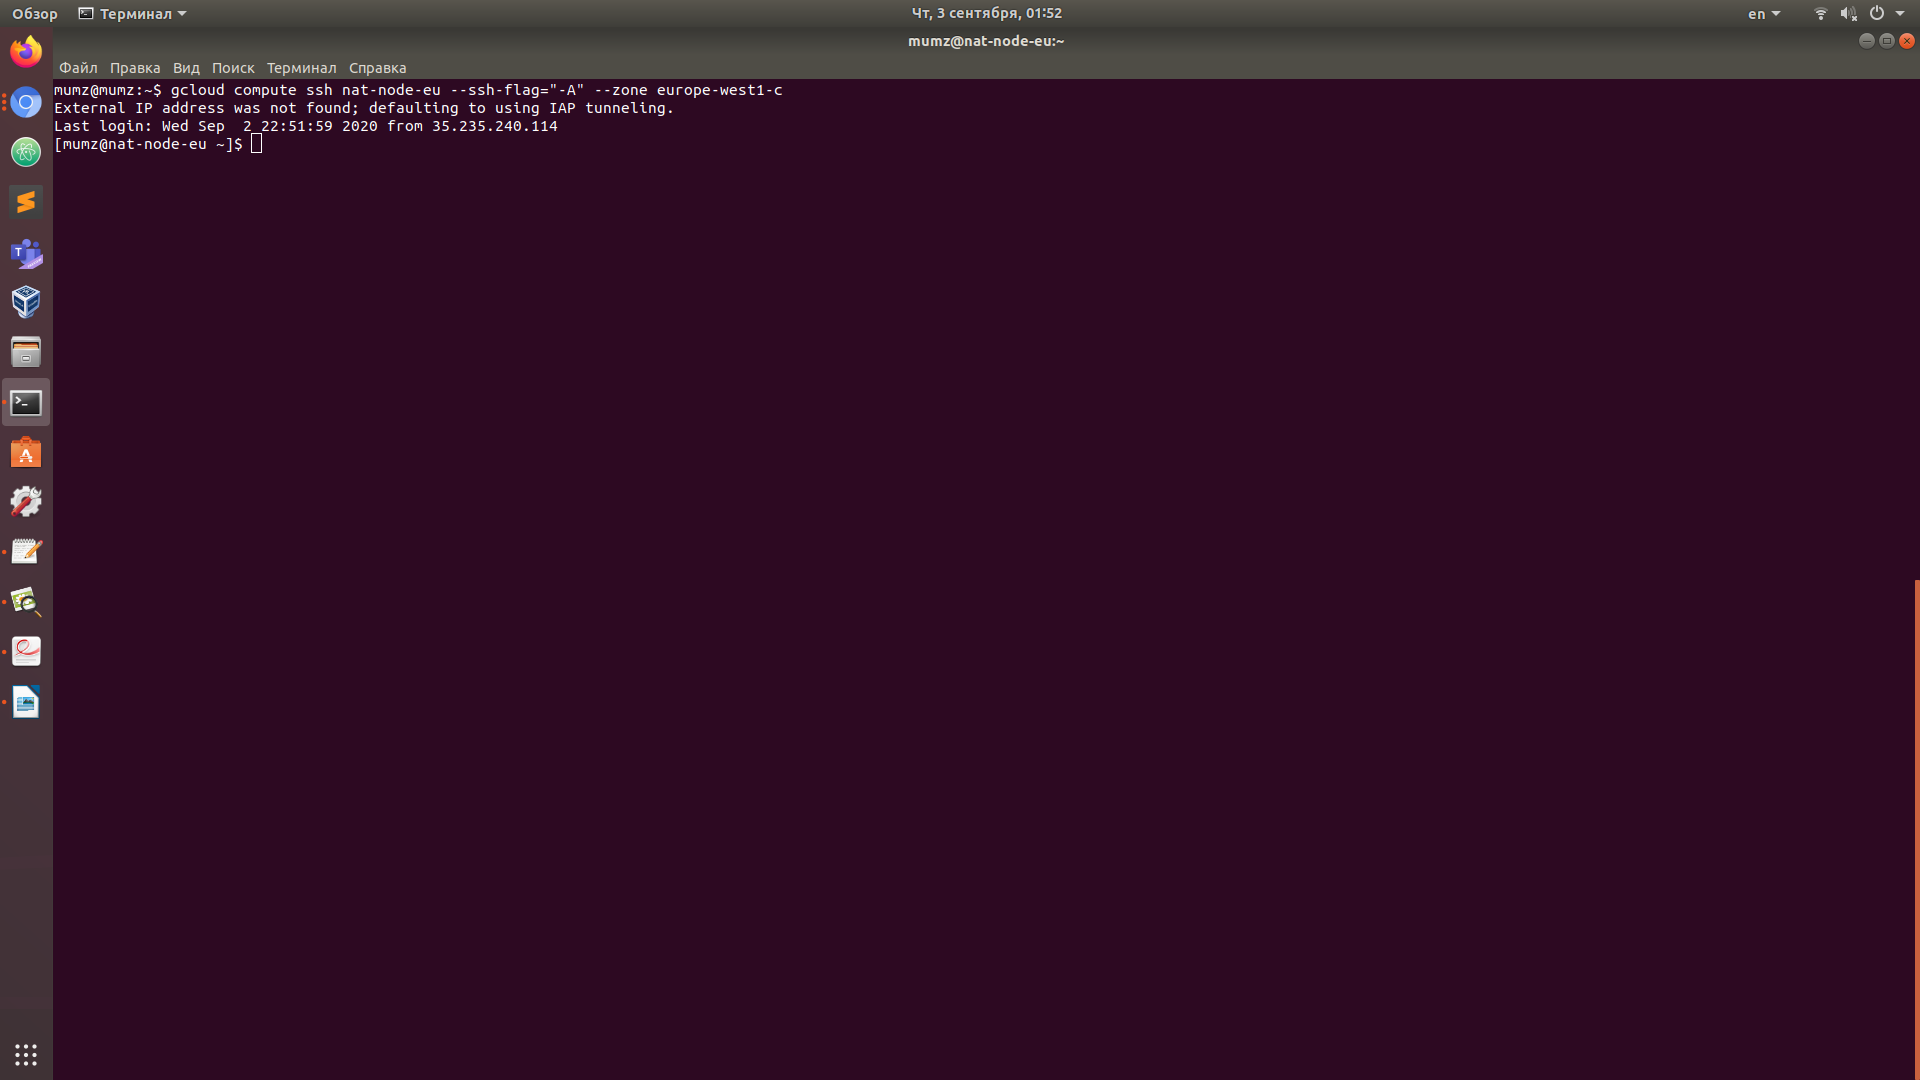 Обзор Терминал Чт, 3 сентября, 01:52 en
mumz@nat-node-eu:~
Файл Правка Вид Поиск Терминал Справка
mumz@mumz:~$ gcloud compute ssh nat-node-eu --ssh-flag="-A" --zone europe-west1-c
External IP address was not found; defaulting to using IAP tunneling.
Last login: Wed Sep  2 22:51:59 2020 from 35.235.240.114
[mumz@nat-node-eu ~]$